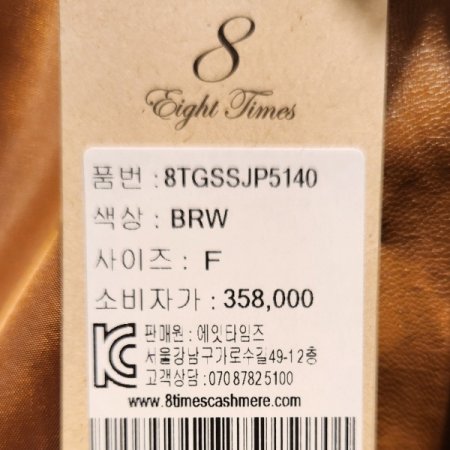 8
Eight Times
품번 : 8TGSSJP5140
색상 : BRW
사이즈 : F
소비자가 : 358,000
판매원 : 에잇타임즈
서울강남구가로수길49-1 2층
고객상담 : 070 8782 5100
www.8timescashmere.com